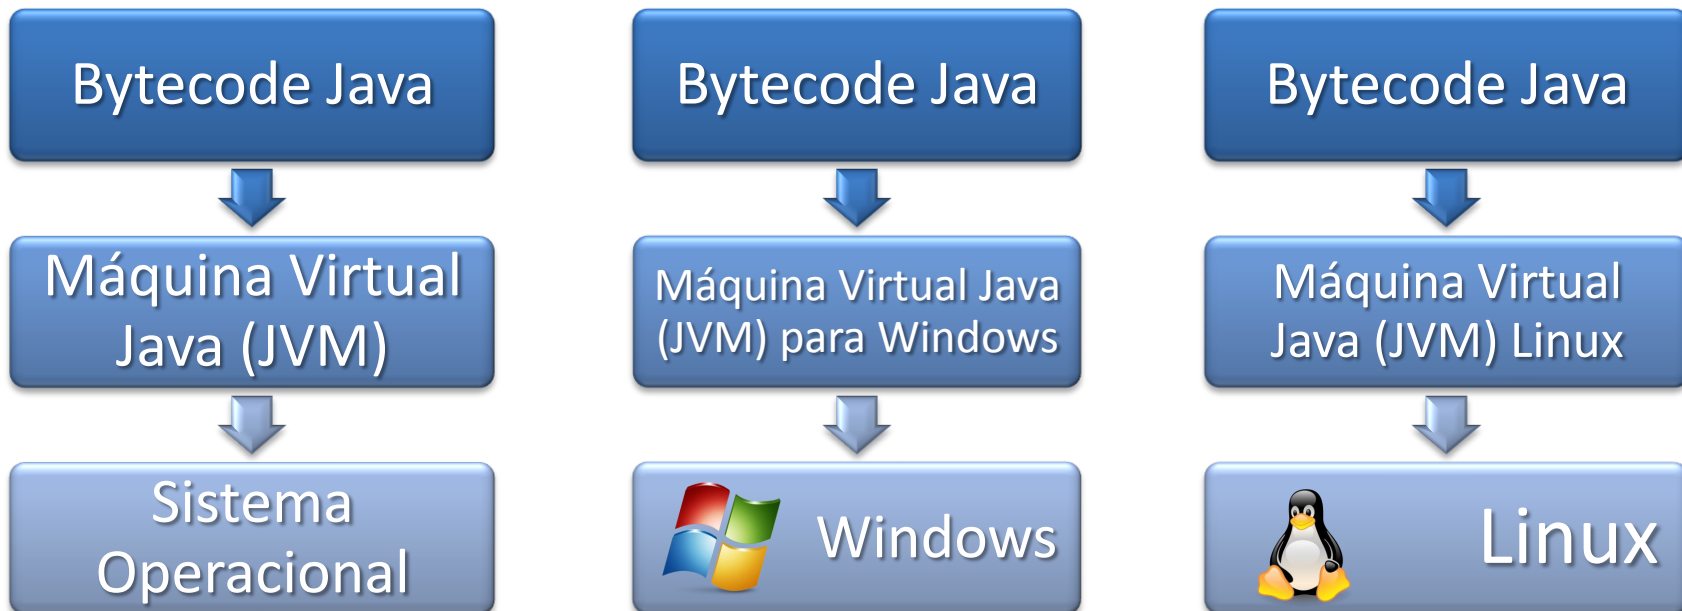 Bytecode Java
Máquina Virtual
Java (JVM)
Sistema
Operacional
Bytecode Java
Máquina Virtual Java
(JVM) para Windows
Windows
Bytecode Java
Máquina Virtual
Java (JVM) Linux
Linux